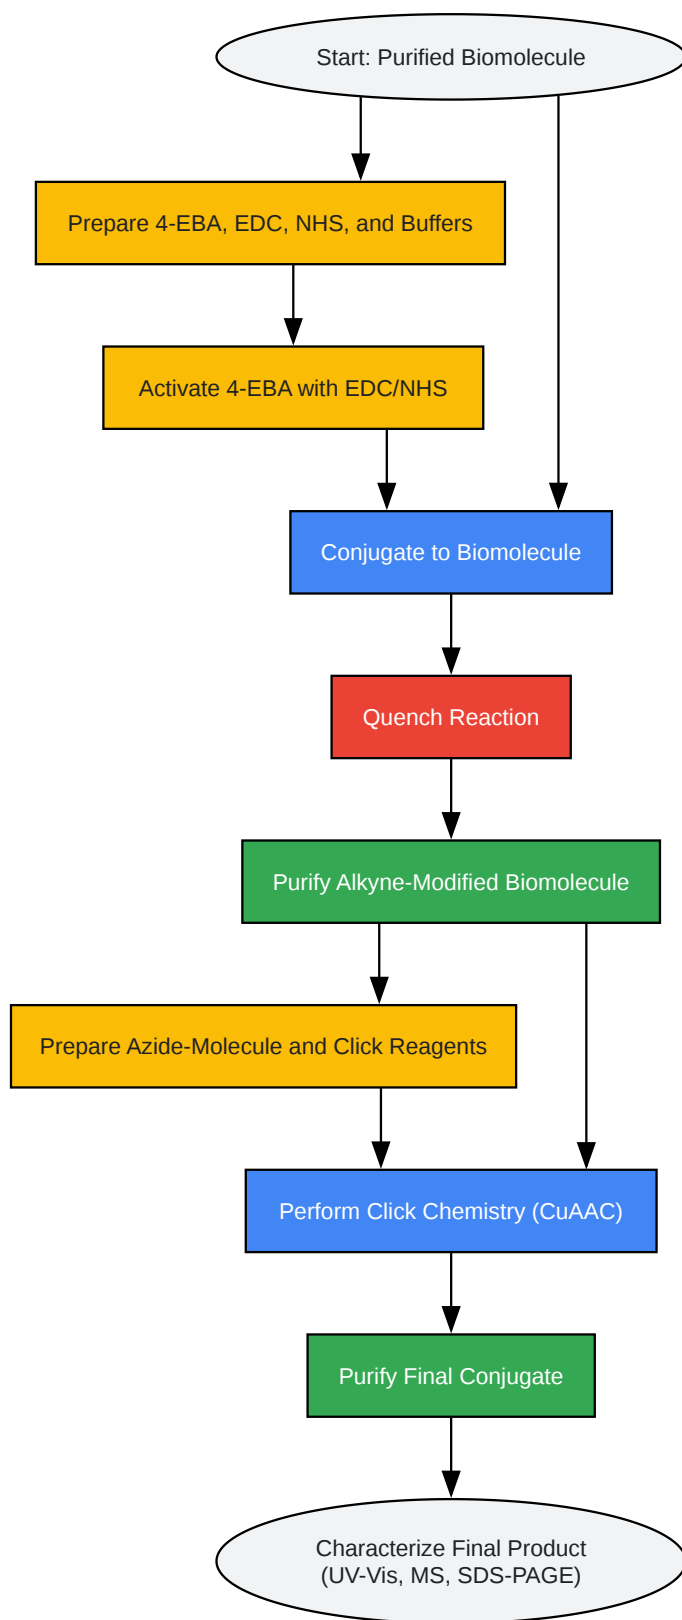 Start: Purified Biomolecule
Prepare 4-EBA, EDC, NHS, and Buffers
Activate 4-EBA with EDC/NHS
Conjugate to Biomolecule
Quench Reaction
Purify Alkyne-Modified Biomolecule
Prepare Azide-Molecule and Click Reagents
Perform Click Chemistry (CuAAC)
Purify Final Conjugate
Characterize Final Product
(UV-Vis, MS, SDS-PAGE)